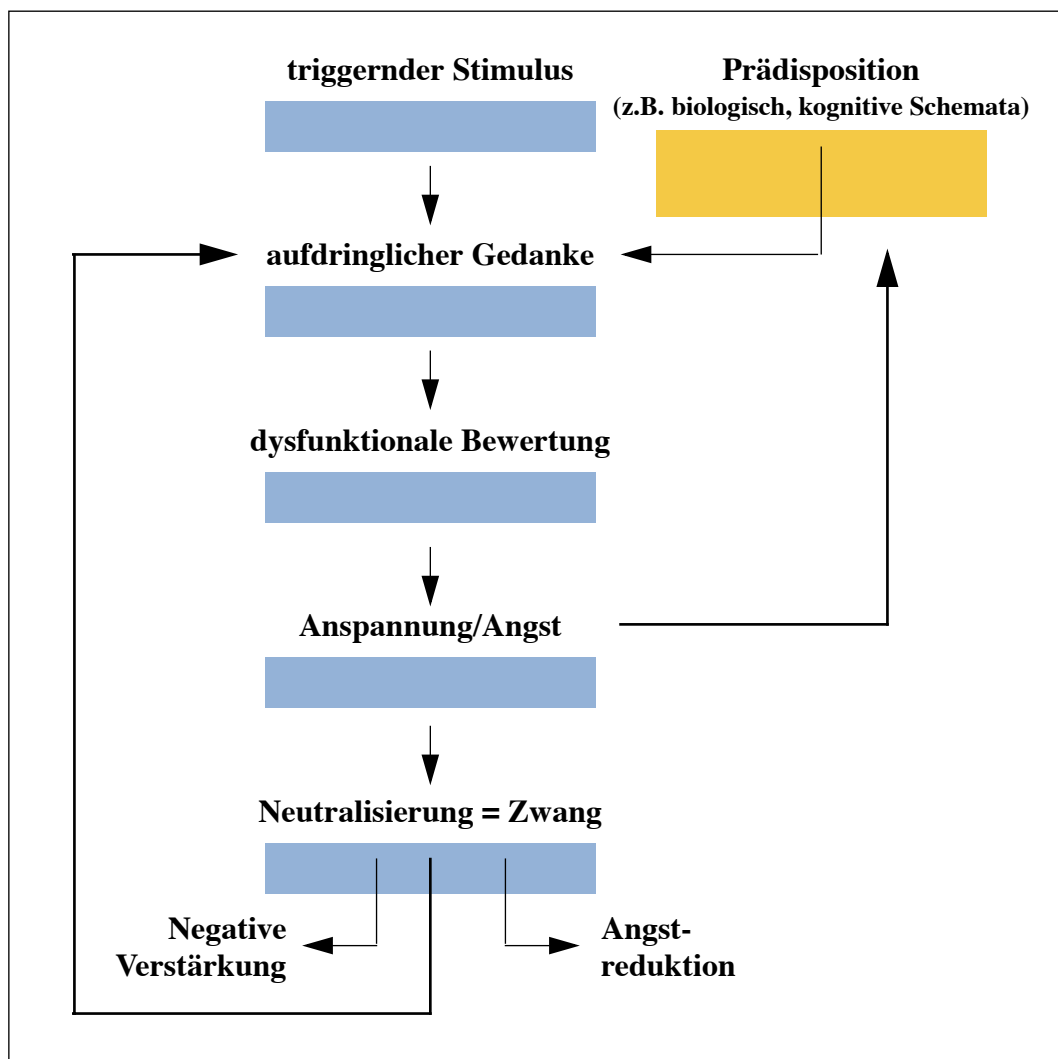 triggernder Stimulus
Prädisposition
(z.B. biologisch, kognitive Schemata)
aufdringlicher Gedanke
dysfunktionale Bewertung
Anspannung/Angst
Neutralisierung = Zwang
Negative
Verstärkung
Angst-
reduktion